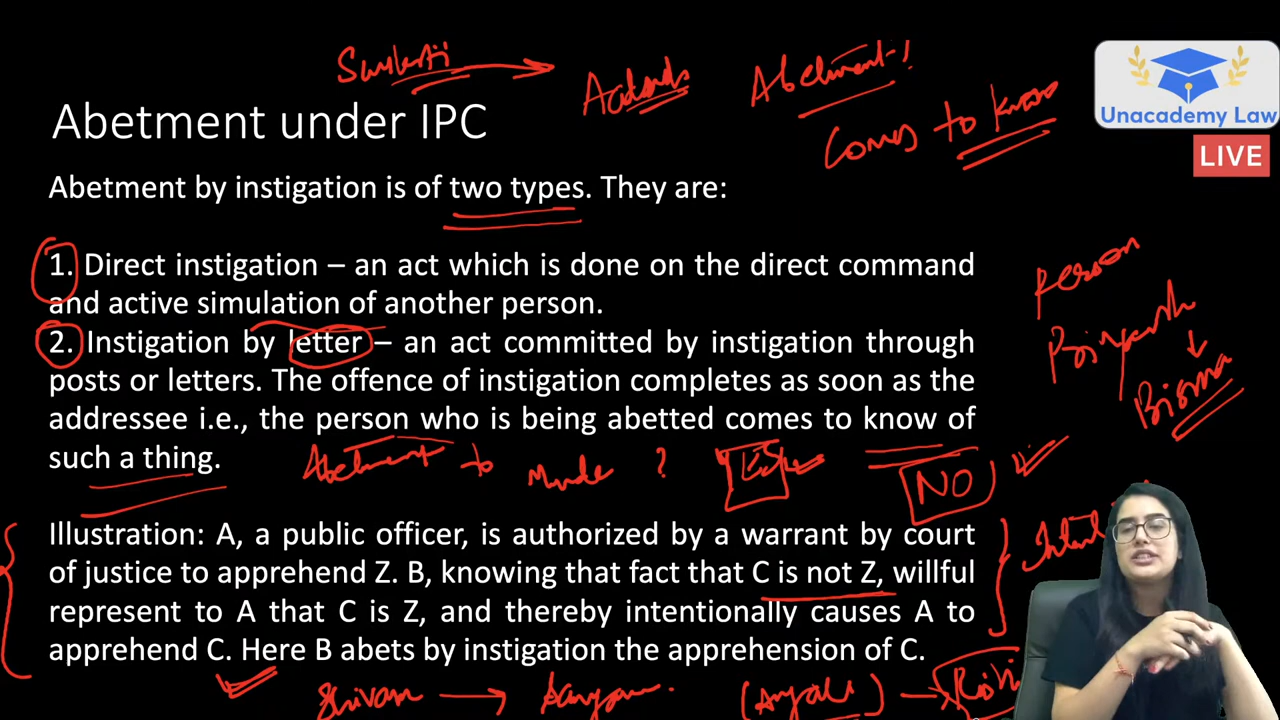 Abetment-!
Comes to know
Unacademy Law
LIVE
Abetment under IPC
Abetment by instigation is of two types. They are:
1. Direct instigation – an act which is done on the direct command
and active simulation of another person.
Person
2. Instigation by letter – an act committed by instigation through
posts or letters. The offence of instigation completes as soon as the
addressee i.e., the person who is being abetted comes to know of
such a thing.
Bisma
Abetment to Murder ?
NO
Illustration: A, a public officer, is authorized by a warrant by court
of justice to apprehend Z. B, knowing that fact that C is not Z, willful
represent to A that C is Z, and thereby intentionally causes A to
apprehend C. Here B abets by instigation the apprehension of C.
Shivam
(Anjali)